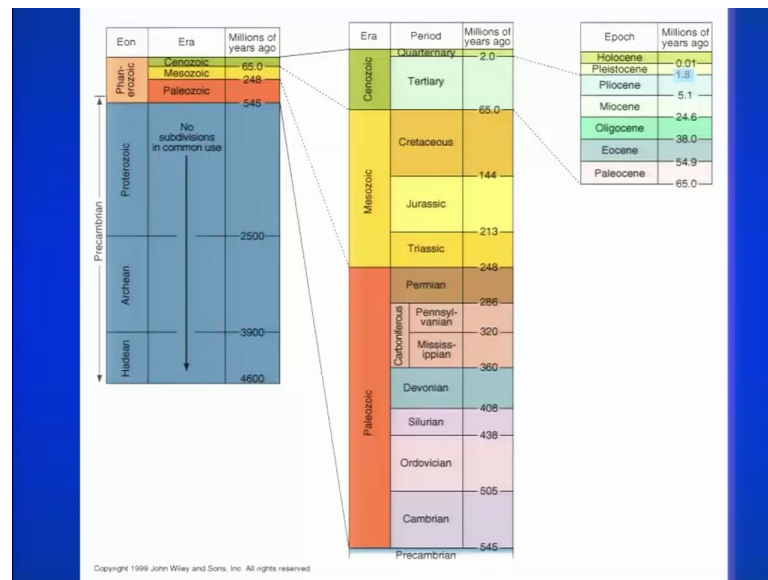 Eon
Era
Millions of
years ago
Phan-
erozoic
Cenozoic
65.0
Mesozoic
248
Paleozoic
545
No
subdivisions
in common use
Precambrian
Proterozoic
2500
Archean
3900
Hadean
4600
Era
Period
Millions of
years ago
Cenozoic
Quarternary
2.0
Tertiary
65.0
Mesozoic
Cretaceous
144
Jurassic
213
Triassic
248
Paleozoic
Permian
286
Carboniferous
Pennsyl-
vanian
320
Mississ-
ippian
360
Devonian
408
Silurian
438
Ordovician
505
Cambrian
545
Precambrian
Epoch
Millions of
years ago
Holocene
0.01
Pleistocene
1.8
Pliocene
5.1
Miocene
24.6
Oligocene
38.0
Eocene
54.9
Paleocene
65.0
Copyright 1999 John Wiley and Sons, Inc. All rights reserved.